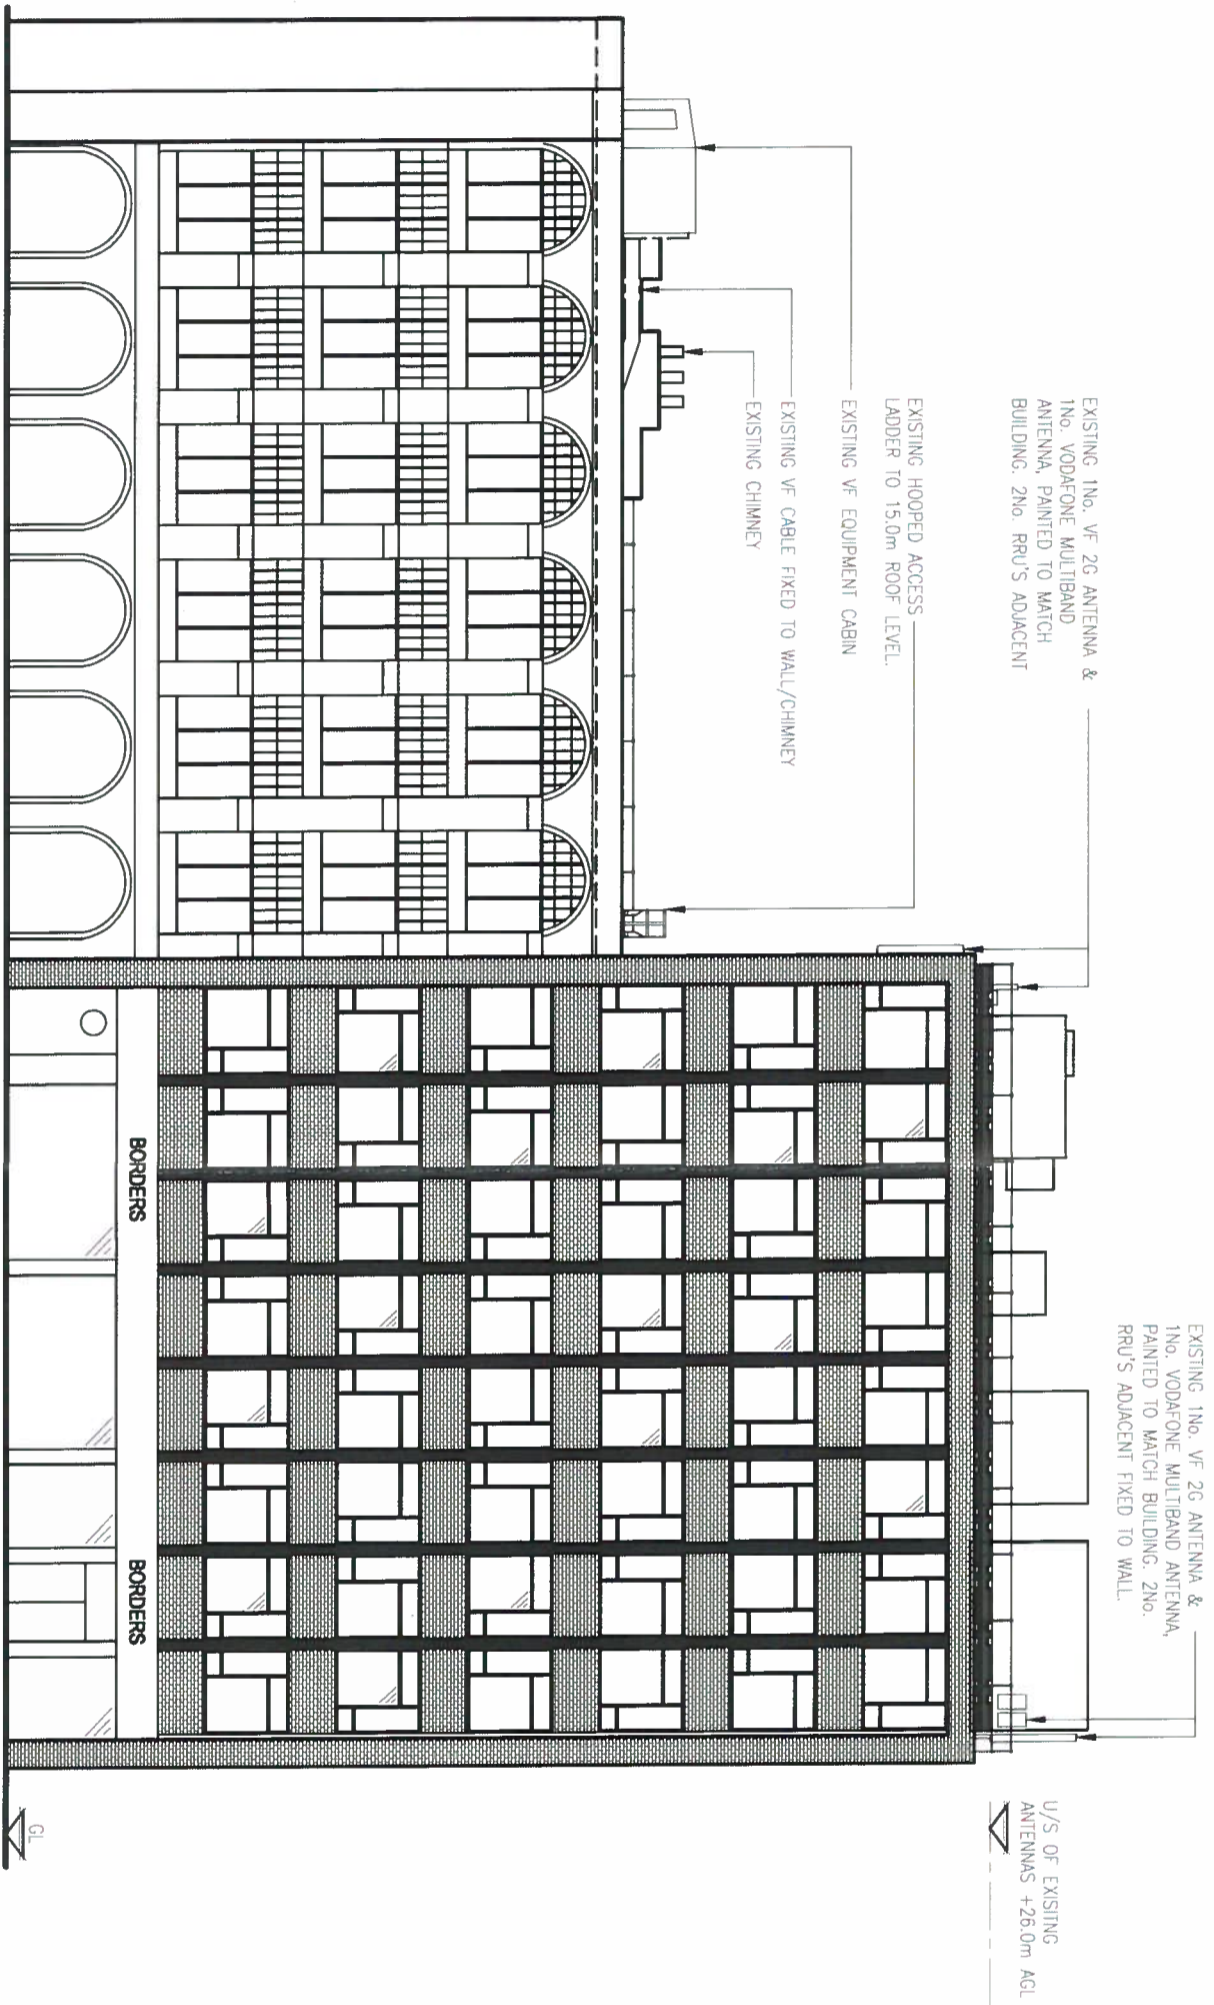 EXISTING 1No. VF 2G ANTENNA &
1No. VODAFONE MULTIBAND
ANTENNA, PAINTED TO MATCH
BUILDING. 2No. RRU'S ADJACENT
EXISTING HOOPED ACCESS
LADDER TO 15.0m ROOF LEVEL.
EXISTING VF EQUIPMENT CABIN
EXISTING VF CABLE FIXED TO WALL/CHIMNEY
EXISTING CHIMNEY
EXISTING 1No. VF 2G ANTENNA &
1No. VODAFONE MULTIBAND ANTENNA,
PAINTED TO MATCH BUILDING. 2No.
RRU'S ADJACENT FIXED TO WALL.
U/S OF EXISITNG
ANTENNAS +26.0m AGL
BORDERS
BORDERS
GL